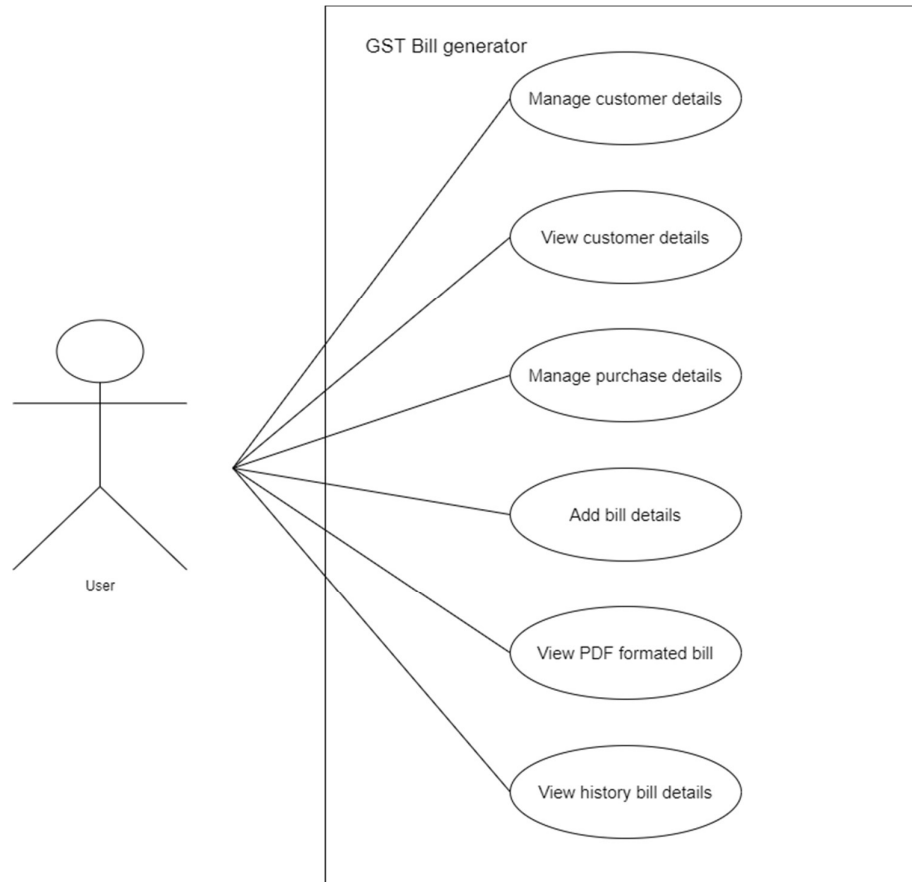 GST Bill generator
Manage customer details
View customer details
Manage purchase details
Add bill details
User
View PDF formated bill
View history bill details